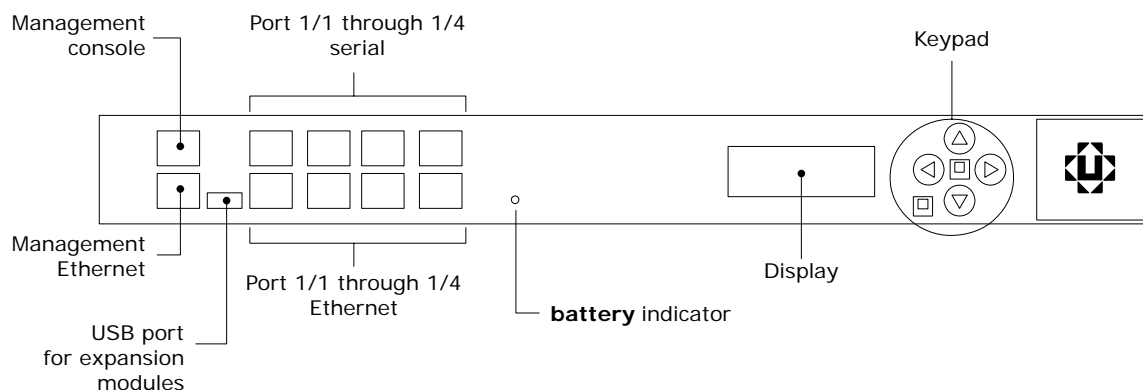 Management
console
Port 1/1 through 1/4
serial
Keypad
Management
Ethernet
Port 1/1 through 1/4
Ethernet
USB port
for expansion
modules
battery indicator
Display
U